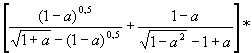 [ (1−a)^{0,5} / (√(1+a) − (1−a)^{0,5}) + (1−a) / (√(1−a²) − 1 + a) ] *